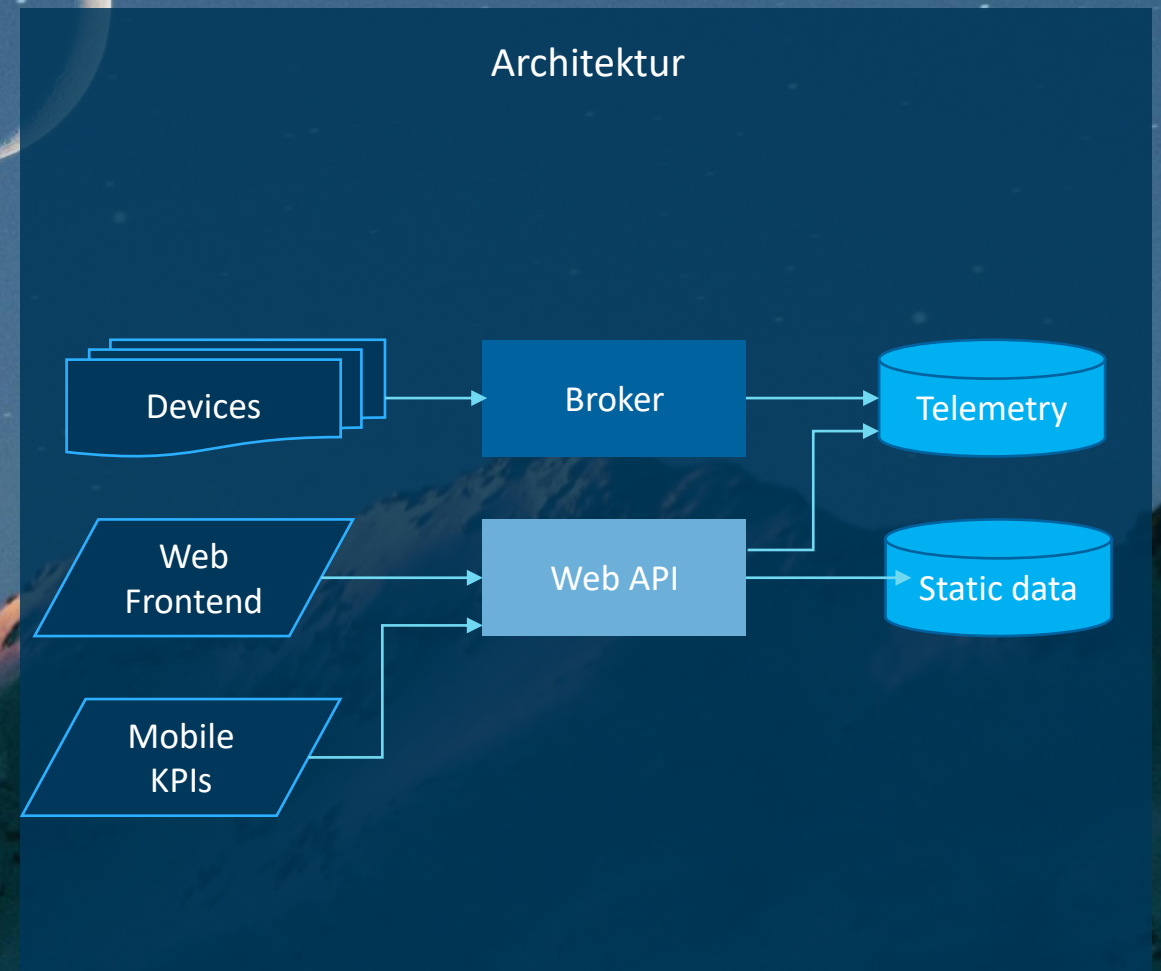 Architektur
Devices
Broker
Telemetry
Web
Frontend
Web API
Static data
Mobile
KPIs